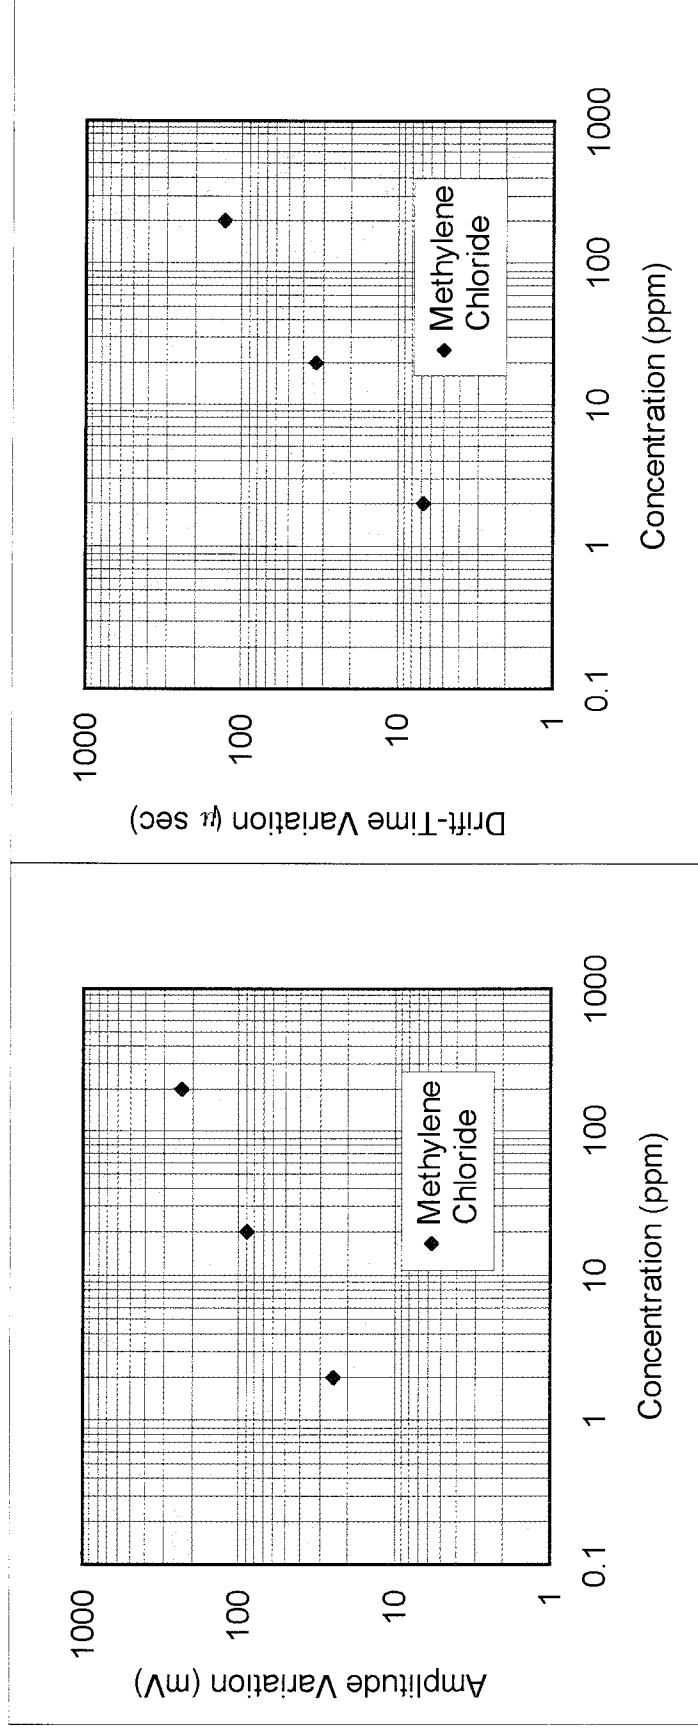 Amplitude Variation (mV)
1000
100
10
1
0.1
1
10
100
1000
Concentration (ppm)
◆ Methylene
Chloride
Drift-Time Variation (μ sec)
1000
100
10
1
0.1
1
10
100
1000
Concentration (ppm)
◆ Methylene
Chloride